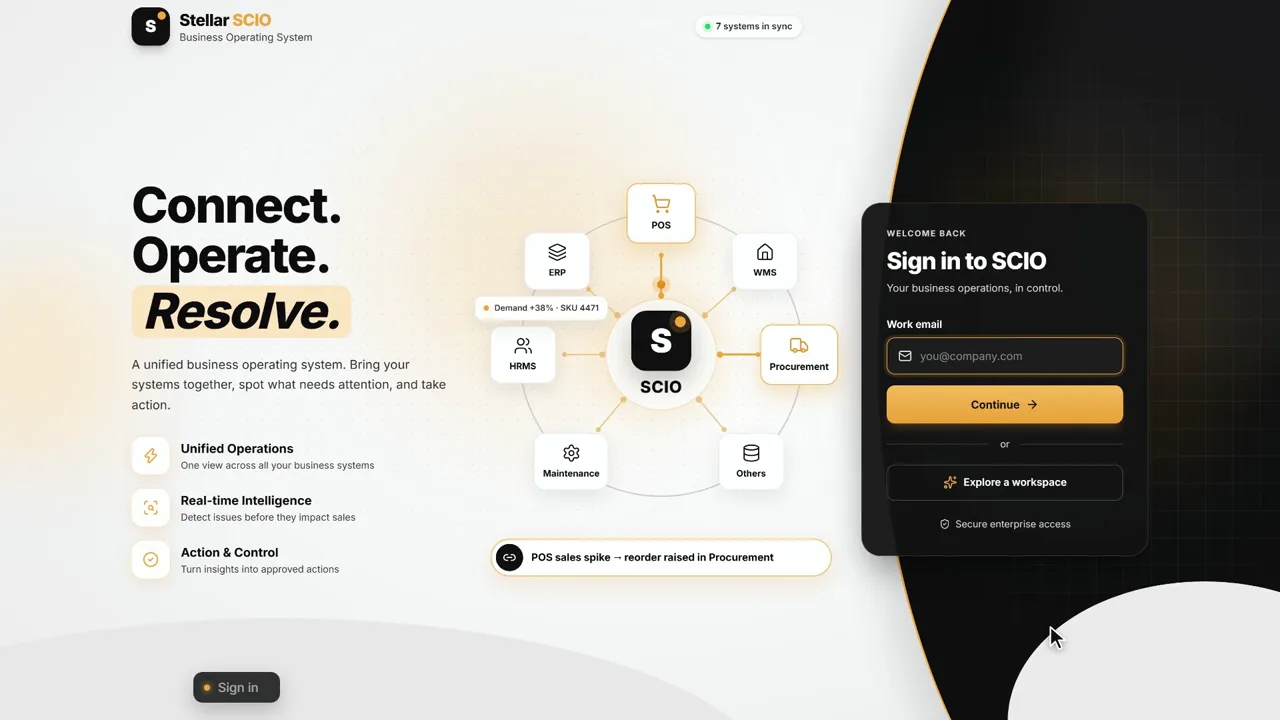 S
Stellar SCIO
Business Operating System
7 systems in sync
Connect.
Operate.
Resolve.
A unified business operating system. Bring your
systems together, spot what needs attention, and take
action.
Unified Operations
One view across all your business systems
Real-time Intelligence
Detect issues before they impact sales
Action & Control
Turn insights into approved actions
POS
ERP
WMS
Demand +38% · SKU 4471
HRMS
S
SCIO
Procurement
Maintenance
Others
POS sales spike → reorder raised in Procurement
WELCOME BACK
Sign in to SCIO
Your business operations, in control.
Work email
you@company.com
Continue →
or
Explore a workspace
Secure enterprise access
Sign in